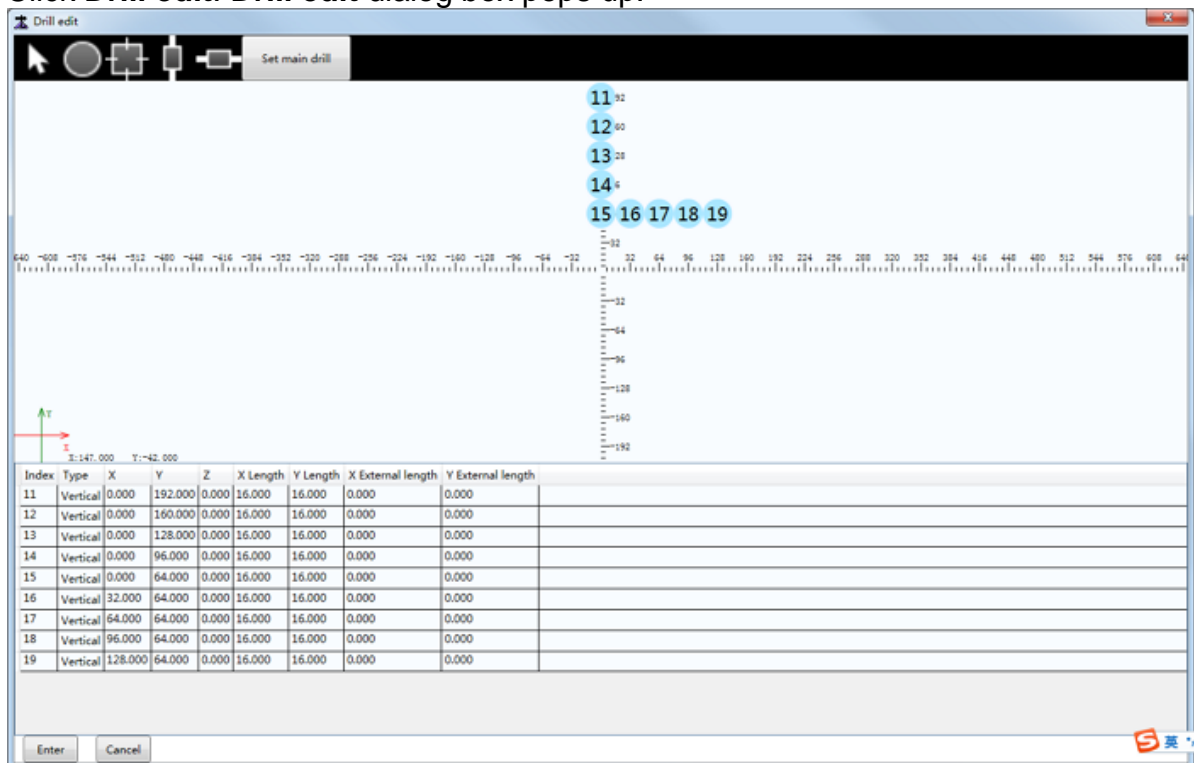 Drill edit
Set main drill
11 92
12 60
13 28
14 6
15 16 17 18 19
32
640 -608 -576 -544 -512 -480 -448 -416 -384 -352 -320 -288 -256 -224 -192 -160 -128 -96 -64 -32 32 64 96 128 160 192 224 256 288 320 352 384 416 448 480 512 544 576 608 640
-32
-64
-96
-128
Y
-160
X
-192
X:147.000 Y:-42.000
Index Type X Y Z X Length Y Length X External length Y External length
11 Vertical 0.000 192.000 0.000 16.000 16.000 0.000 0.000
12 Vertical 0.000 160.000 0.000 16.000 16.000 0.000 0.000
13 Vertical 0.000 128.000 0.000 16.000 16.000 0.000 0.000
14 Vertical 0.000 96.000 0.000 16.000 16.000 0.000 0.000
15 Vertical 0.000 64.000 0.000 16.000 16.000 0.000 0.000
16 Vertical 32.000 64.000 0.000 16.000 16.000 0.000 0.000
17 Vertical 64.000 64.000 0.000 16.000 16.000 0.000 0.000
18 Vertical 96.000 64.000 0.000 16.000 16.000 0.000 0.000
19 Vertical 128.000 64.000 0.000 16.000 16.000 0.000 0.000
Enter Cancel
S 英